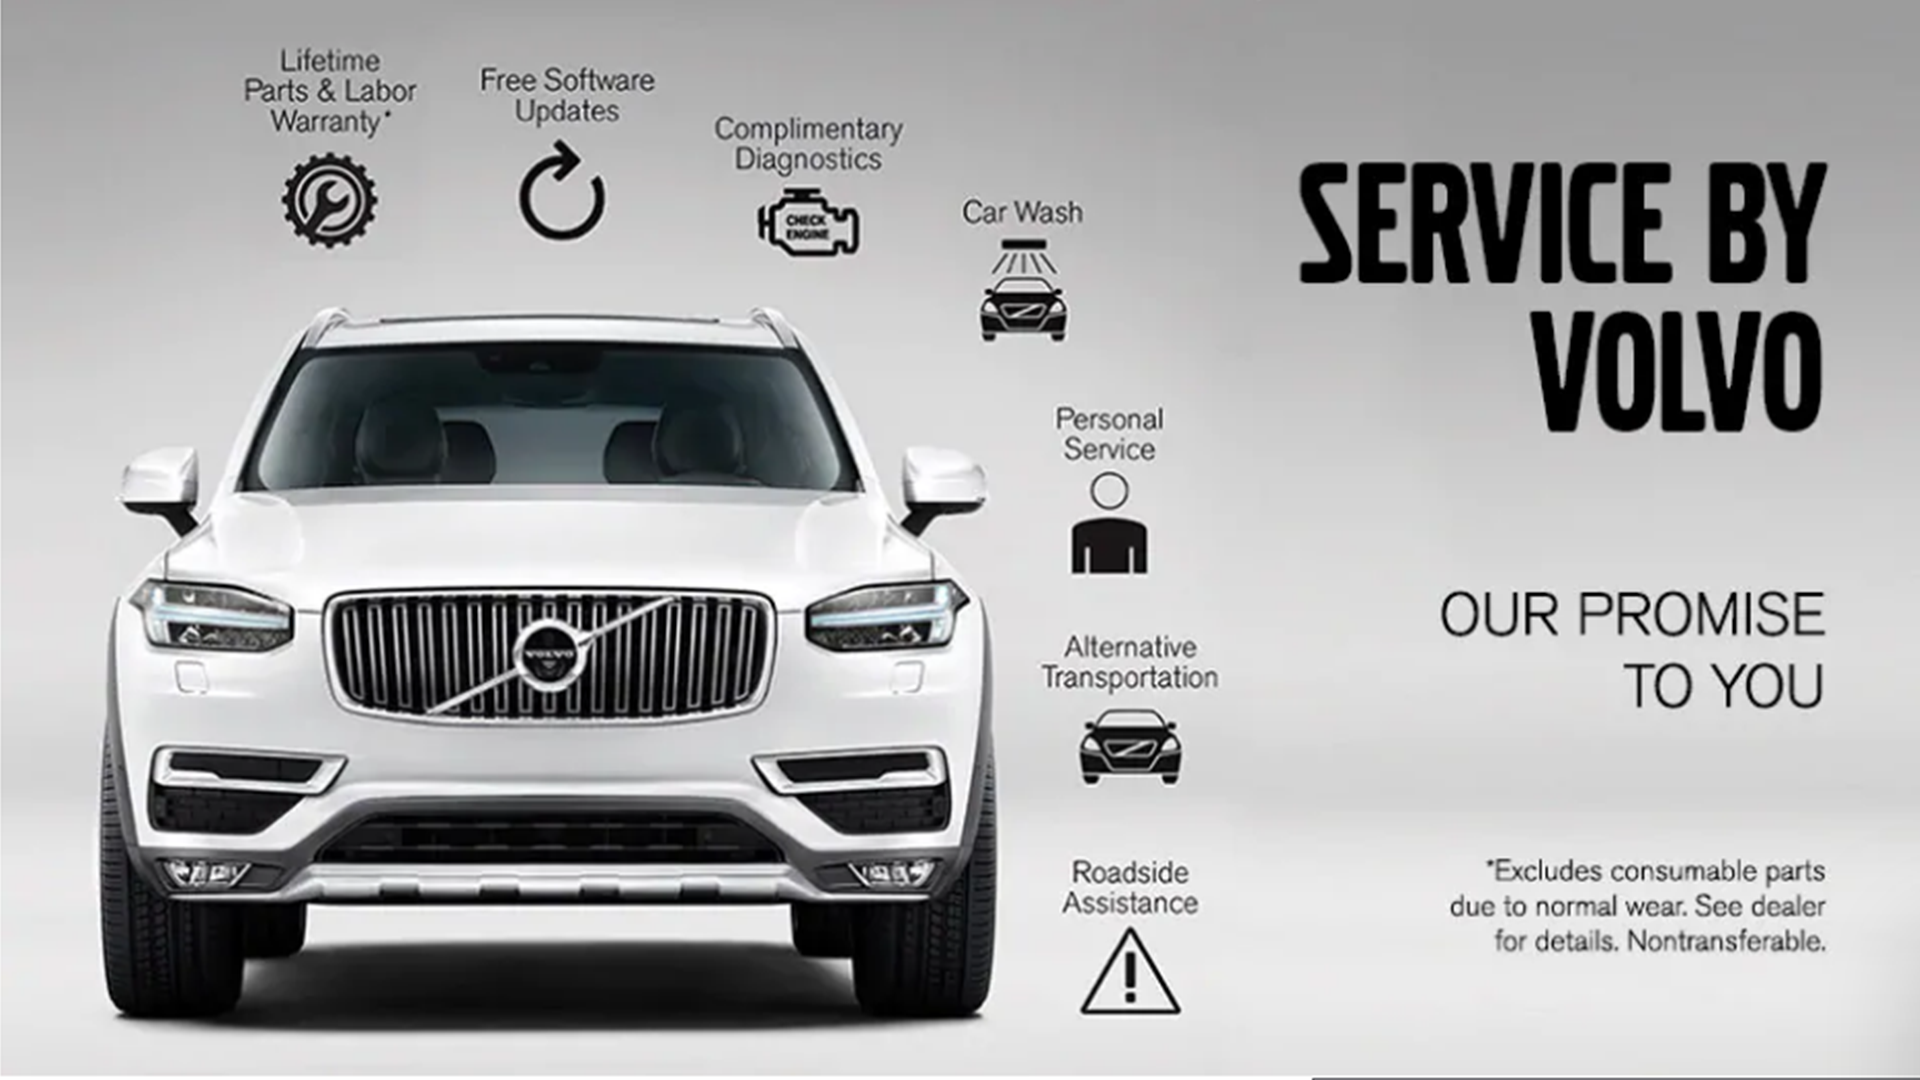 Lifetime
Parts & Labor
Warranty*
Free Software
Updates
Complimentary
Diagnostics
CHECK
ENGINE
Car Wash
SERVICE BY
VOLVO
Personal
Service
OUR PROMISE
TO YOU
VOLVO
Alternative
Transportation
Roadside
Assistance
*Excludes consumable parts
due to normal wear. See dealer
for details. Nontransferable.